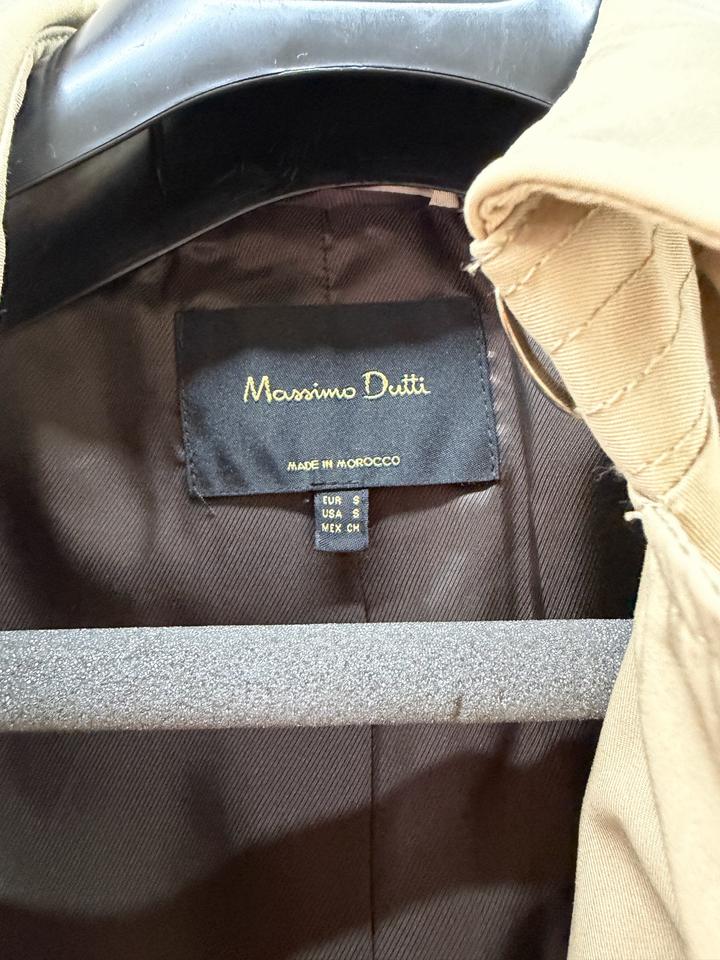 Massimo Dutti
MADE IN MOROCCO
EUR S
USA S
MEX CH